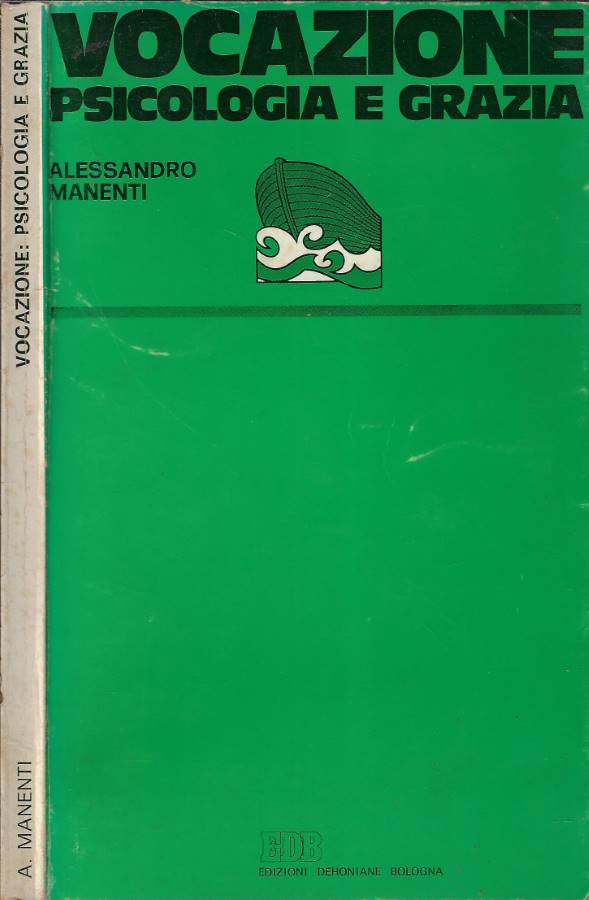 VOCAZIONE
PSICOLOGIA E GRAZIA
ALESSANDRO
MANENTI
EDB
EDIZIONI DEHONIANE BOLOGNA
VOCAZIONE: PSICOLOGIA E GRAZIA
A. MANENTI